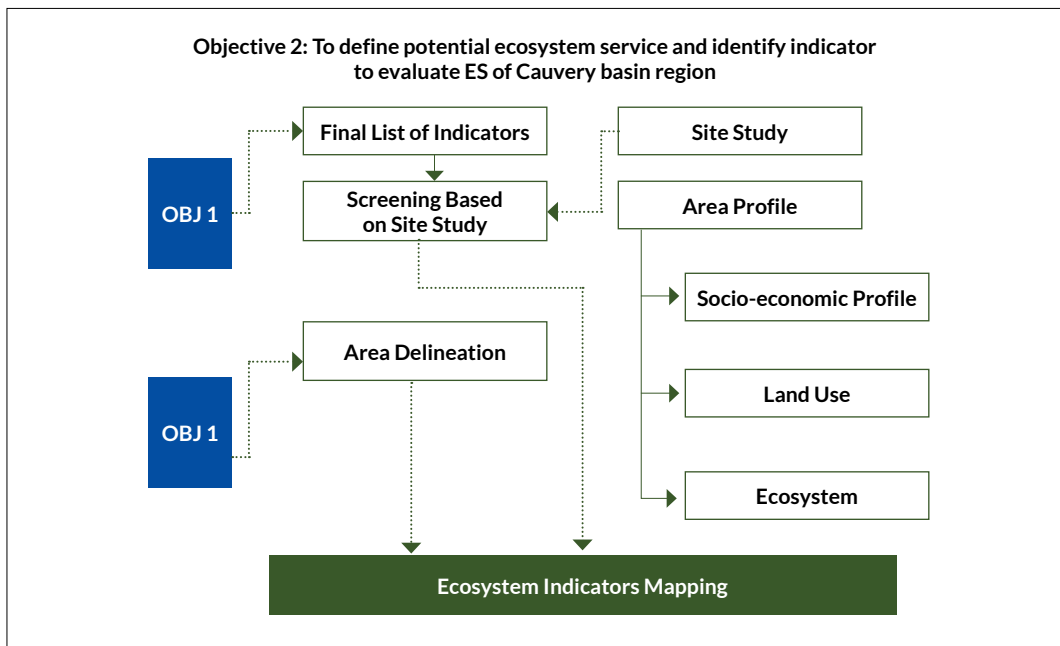 Objective 2: To define potential ecosystem service and identify indicator
to evaluate ES of Cauvery basin region
Final List of Indicators
Site Study
OBJ 1
Screening Based
on Site Study
Area Profile
Socio-economic Profile
Area Delineation
OBJ 1
Land Use
Ecosystem
Ecosystem Indicators Mapping